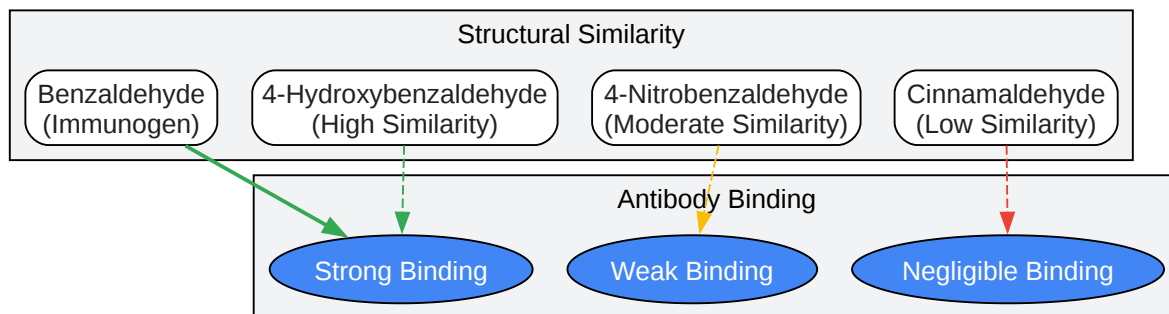 Structural Similarity
Benzaldehyde
(Immunogen)
4-Hydroxybenzaldehyde
(High Similarity)
4-Nitrobenzaldehyde
(Moderate Similarity)
Cinnamaldehyde
(Low Similarity)
Antibody Binding
Strong Binding
Weak Binding
Negligible Binding